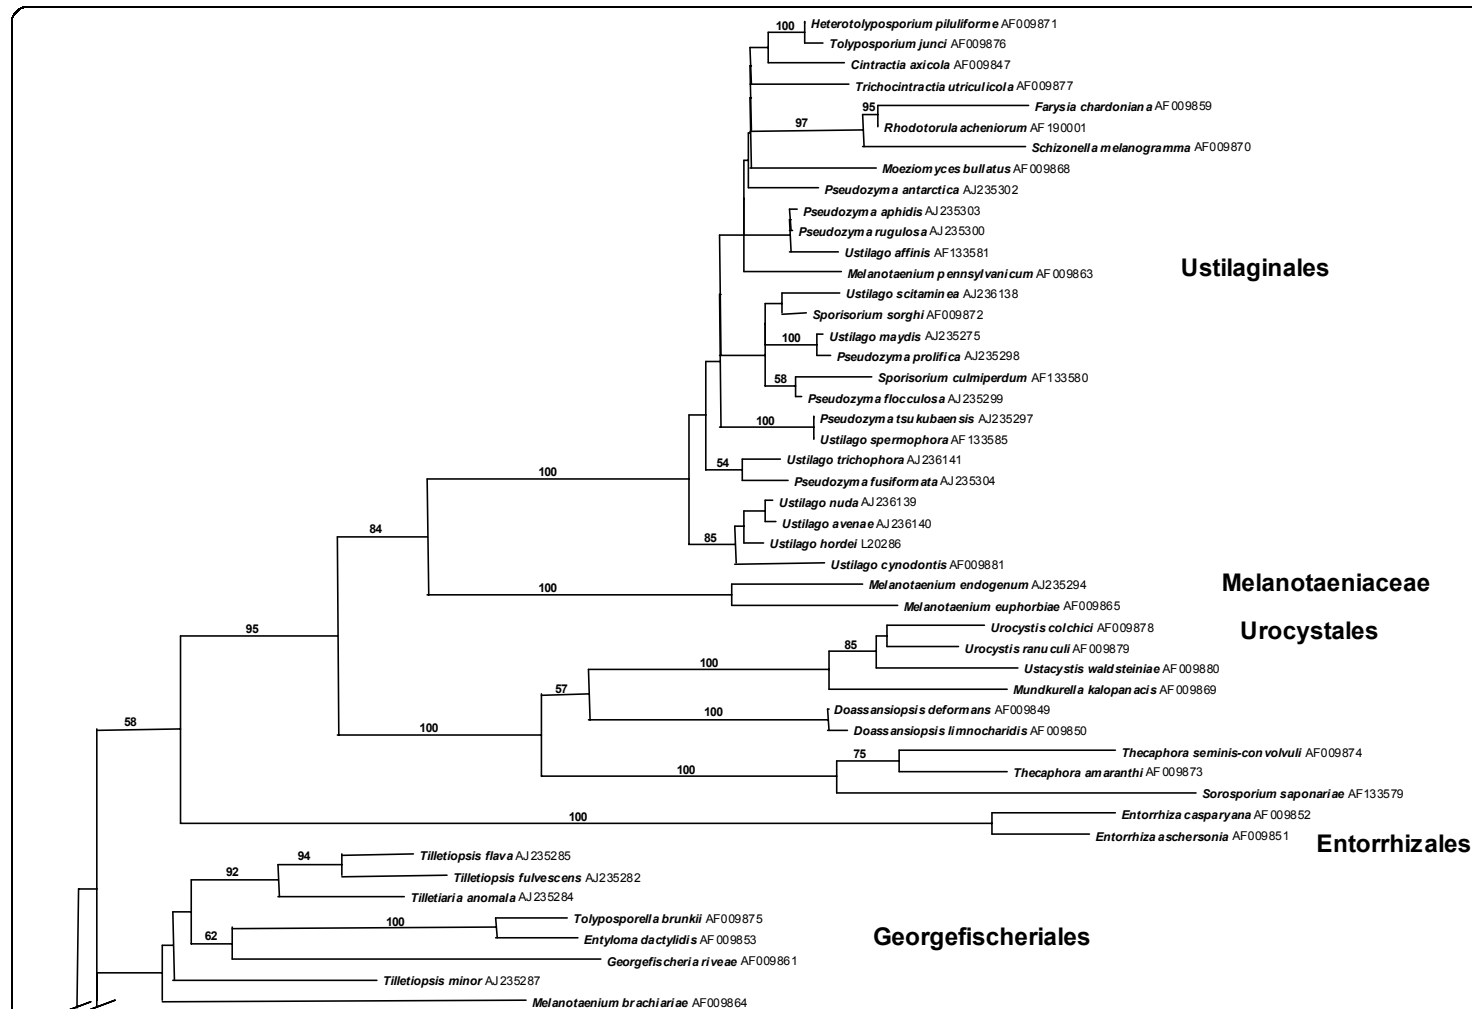 100
Heterotolyposporium piluliforme AF009871
Tolyposporium junci AF009876
Cintractia axicola AF009847
Trichocintractia utriculicola AF009877
95
Farysia chardoniana AF009859
97
Rhodotorula acheniorum AF190001
Schizonella melanogramma AF009870
Moeziomyces bullatus AF009868
Pseudozyma antarctica AJ235302
Pseudozyma aphidis AJ235303
Pseudozyma rugulosa AJ235300
Ustilago affinis AF133581
Ustilaginales
Melanotaenium pennsylvanicum AF009863
Ustilago scitaminea AJ236138
Sporisorium sorghi AF009872
100
Ustilago maydis AJ235275
Pseudozyma prolifica AJ235298
58
Sporisorium culmiperdum AF133580
Pseudozyma flocculosa AJ235299
100
Pseudozyma tsukubaensis AJ235297
Ustilago spermophora AF133585
54
Ustilago trichophora AJ236141
100
Pseudozyma fusiformata AJ235304
Ustilago nuda AJ236139
84
Ustilago avenae AJ236140
85
Ustilago hordei L20286
Ustilago cynodontis AF009881
100
Melanotaenium endogenum AJ235294
Melanotaeniaceae
Melanotaenium euphorbiae AF009865
95
Urocystis colchici AF009878
Urocystales
85
Urocystis ranuculi AF009879
100
Ustacystis waldsteiniae AF009880
57
Mundkurella kalopanacis AF009869
100
Doassansiopsis deformans AF009849
58
100
Doassansiopsis limnocharidis AF009850
75
Thecaphora seminis-convolvuli AF009874
100
Thecaphora amaranthi AF009873
Sorosporium saponariae AF133579
100
Entorrhiza casparyana AF009852
Entorrhiza aschersonia AF009851
Entorrhizales
94
Tilletiopsis flava AJ235285
92
Tilletiopsis fulvescens AJ235282
Tilletiaria anomala AJ235284
100
Tolyposporella brunkii AF009875
62
Entyloma dactylidis AF009853
Georgefischeriales
Georgefischeria riveae AF009861
Tilletiopsis minor AJ235287
Melanotaenium brachiariae AF009864